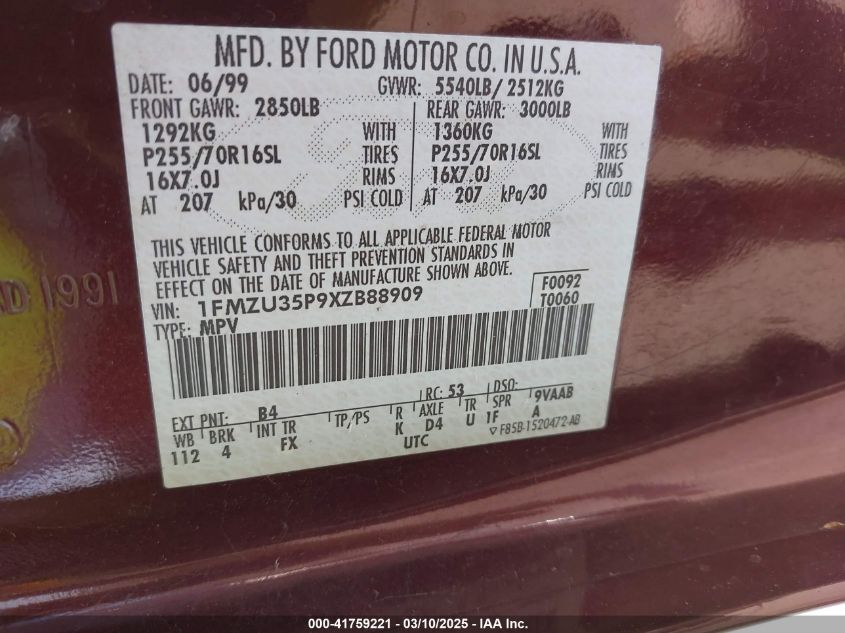 MFD. BY FORD MOTOR CO. IN U.S.A.
DATE: 06/99 GVWR: 5540LB/ 2512KG
FRONT GAWR: 2850LB REAR GAWR: 3000LB
1292KG WITH 1360KG WITH
P255/70R16SL TIRES P255/70R16SL TIRES
16X7.0J RIMS 16X7.0J RIMS
AT 207 kPa/30 PSI COLD AT 207 kPa/30 PSI COLD
THIS VEHICLE CONFORMS TO ALL APPLICABLE FEDERAL MOTOR
VEHICLE SAFETY AND THEFT PREVENTION STANDARDS IN
EFFECT ON THE DATE OF MANUFACTURE SHOWN ABOVE.
VIN: 1FMZU35P9XZB88909 F0092
TYPE: MPV T0060
EXT PNT: B4 RC: 53 DSO:
WB BRK INT TR TP/PS R AXLE TR SPR 9VAAB
112 4 FX K D4 U 1F A
UTC ▽ F85B-1520472-AB
1991
000-41759221 - 03/10/2025 - IAA Inc.